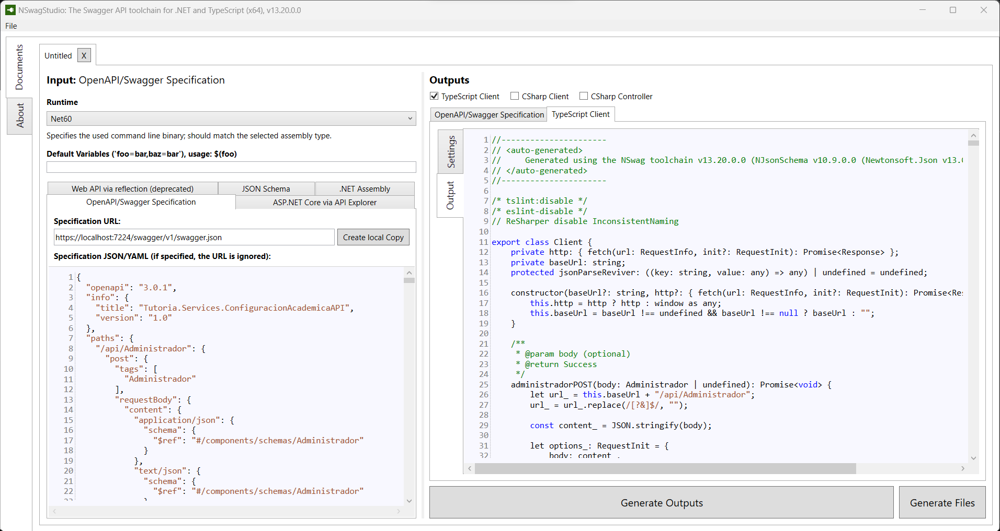 NSwagStudio: The Swagger API toolchain for .NET and TypeScript (x64), v13.20.0.0
File
Documents
About
Untitled X
Input: OpenAPI/Swagger Specification
Runtime
Net60
Specifies the used command line binary; should match the selected assembly type.
Default Variables ('foo=bar,baz=bar'), usage: $(foo)
Web API via reflection (deprecated) JSON Schema .NET Assembly
OpenAPI/Swagger Specification ASP.NET Core via API Explorer
Specification URL:
https://localhost:7224/swagger/v1/swagger.json Create local Copy
Specification JSON/YAML (if specified, the URL is ignored):
1 {
2 "openapi": "3.0.1",
3 "info": {
4 "title": "Tutoria.Services.ConfiguracionAcademicaAPI",
5 "version": "1.0"
6 },
7 "paths": {
8 "/api/Administrador": {
9 "post": {
10 "tags": [
11 "Administrador"
12 ],
13 "requestBody": {
14 "content": {
15 "application/json": {
16 "schema": {
17 "$ref": "#/components/schemas/Administrador"
18 }
19 },
20 "text/json": {
21 "schema": {
22 "$ref": "#/components/schemas/Administrador"
Outputs
TypeScript Client CSharp Client CSharp Controller
OpenAPI/Swagger Specification TypeScript Client
Settings
Output
1 //----------------------
2 // <auto-generated>
3 // Generated using the NSwag toolchain v13.20.0.0 (NJsonSchema v10.9.0.0 (Newtonsoft.Json v13.
4 // </auto-generated>
5 //----------------------
6
7 /* tslint:disable */
8 /* eslint-disable */
9 // ReSharper disable InconsistentNaming
10
11 export class Client {
12 private http: { fetch(url: RequestInfo, init?: RequestInit): Promise<Response> };
13 private baseUrl: string;
14 protected jsonParseReviver: ((key: string, value: any) => any) | undefined = undefined;
15
16 constructor(baseUrl?: string, http?: { fetch(url: RequestInfo, init?: RequestInit): Promise<Res
17 this.http = http ? http : window as any;
18 this.baseUrl = baseUrl !== undefined && baseUrl !== null ? baseUrl : "";
19 }
20
21 /**
22 * @param body (optional)
23 * @return Success
24 */
25 administradorPOST(body: Administrador | undefined): Promise<void> {
26 let url_ = this.baseUrl + "/api/Administrador";
27 url_ = url_.replace(/[?&]$/, "");
28
29 const content_ = JSON.stringify(body);
30
31 let options_: RequestInit = {
32 body: content_,
Generate Outputs Generate Files